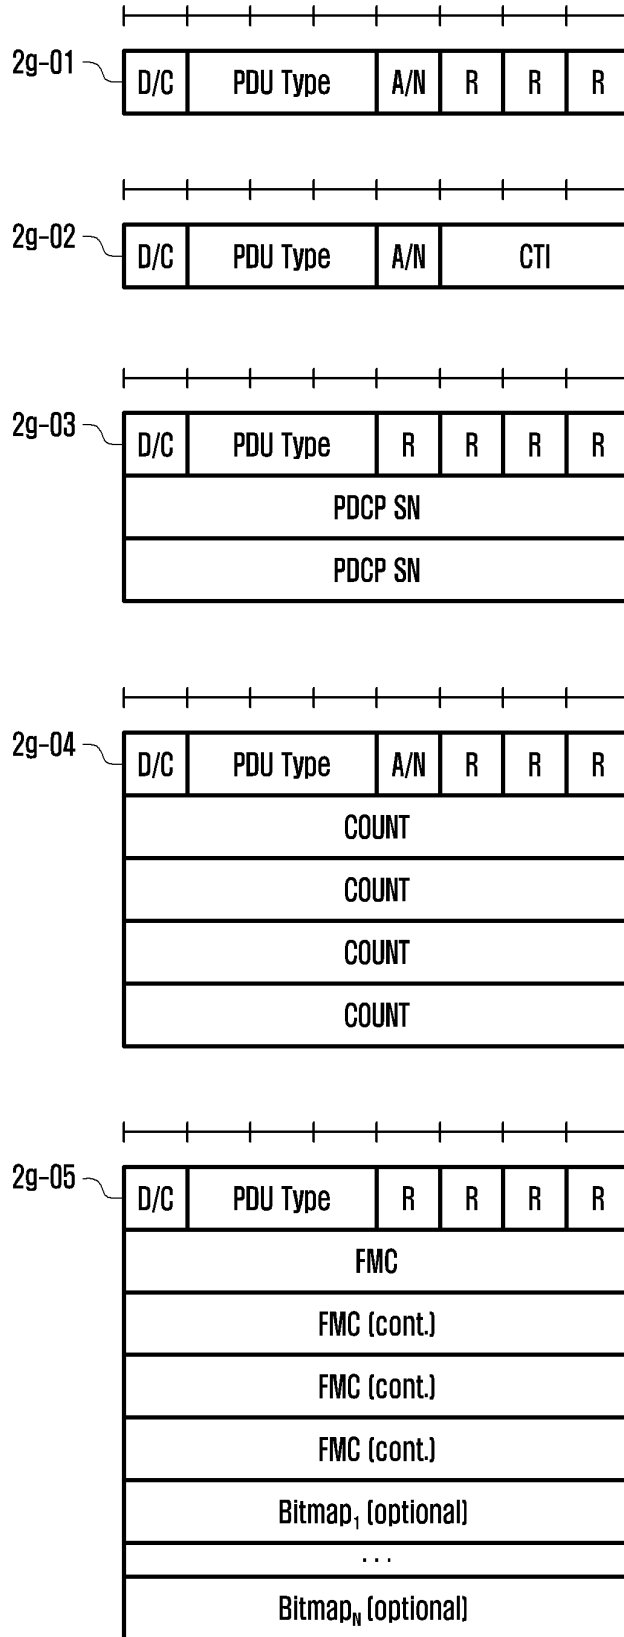 2g-01 D/C PDU Type A/N R R R
2g-02 D/C PDU Type A/N CTI
2g-03 D/C PDU Type R R R R
PDCP SN
PDCP SN
2g-04 D/C PDU Type A/N R R R
COUNT
COUNT
COUNT
COUNT
2g-05 D/C PDU Type R R R R
FMC
FMC (cont.)
FMC (cont.)
FMC (cont.)
Bitmap₁ (optional)
...
Bitmap_N (optional)